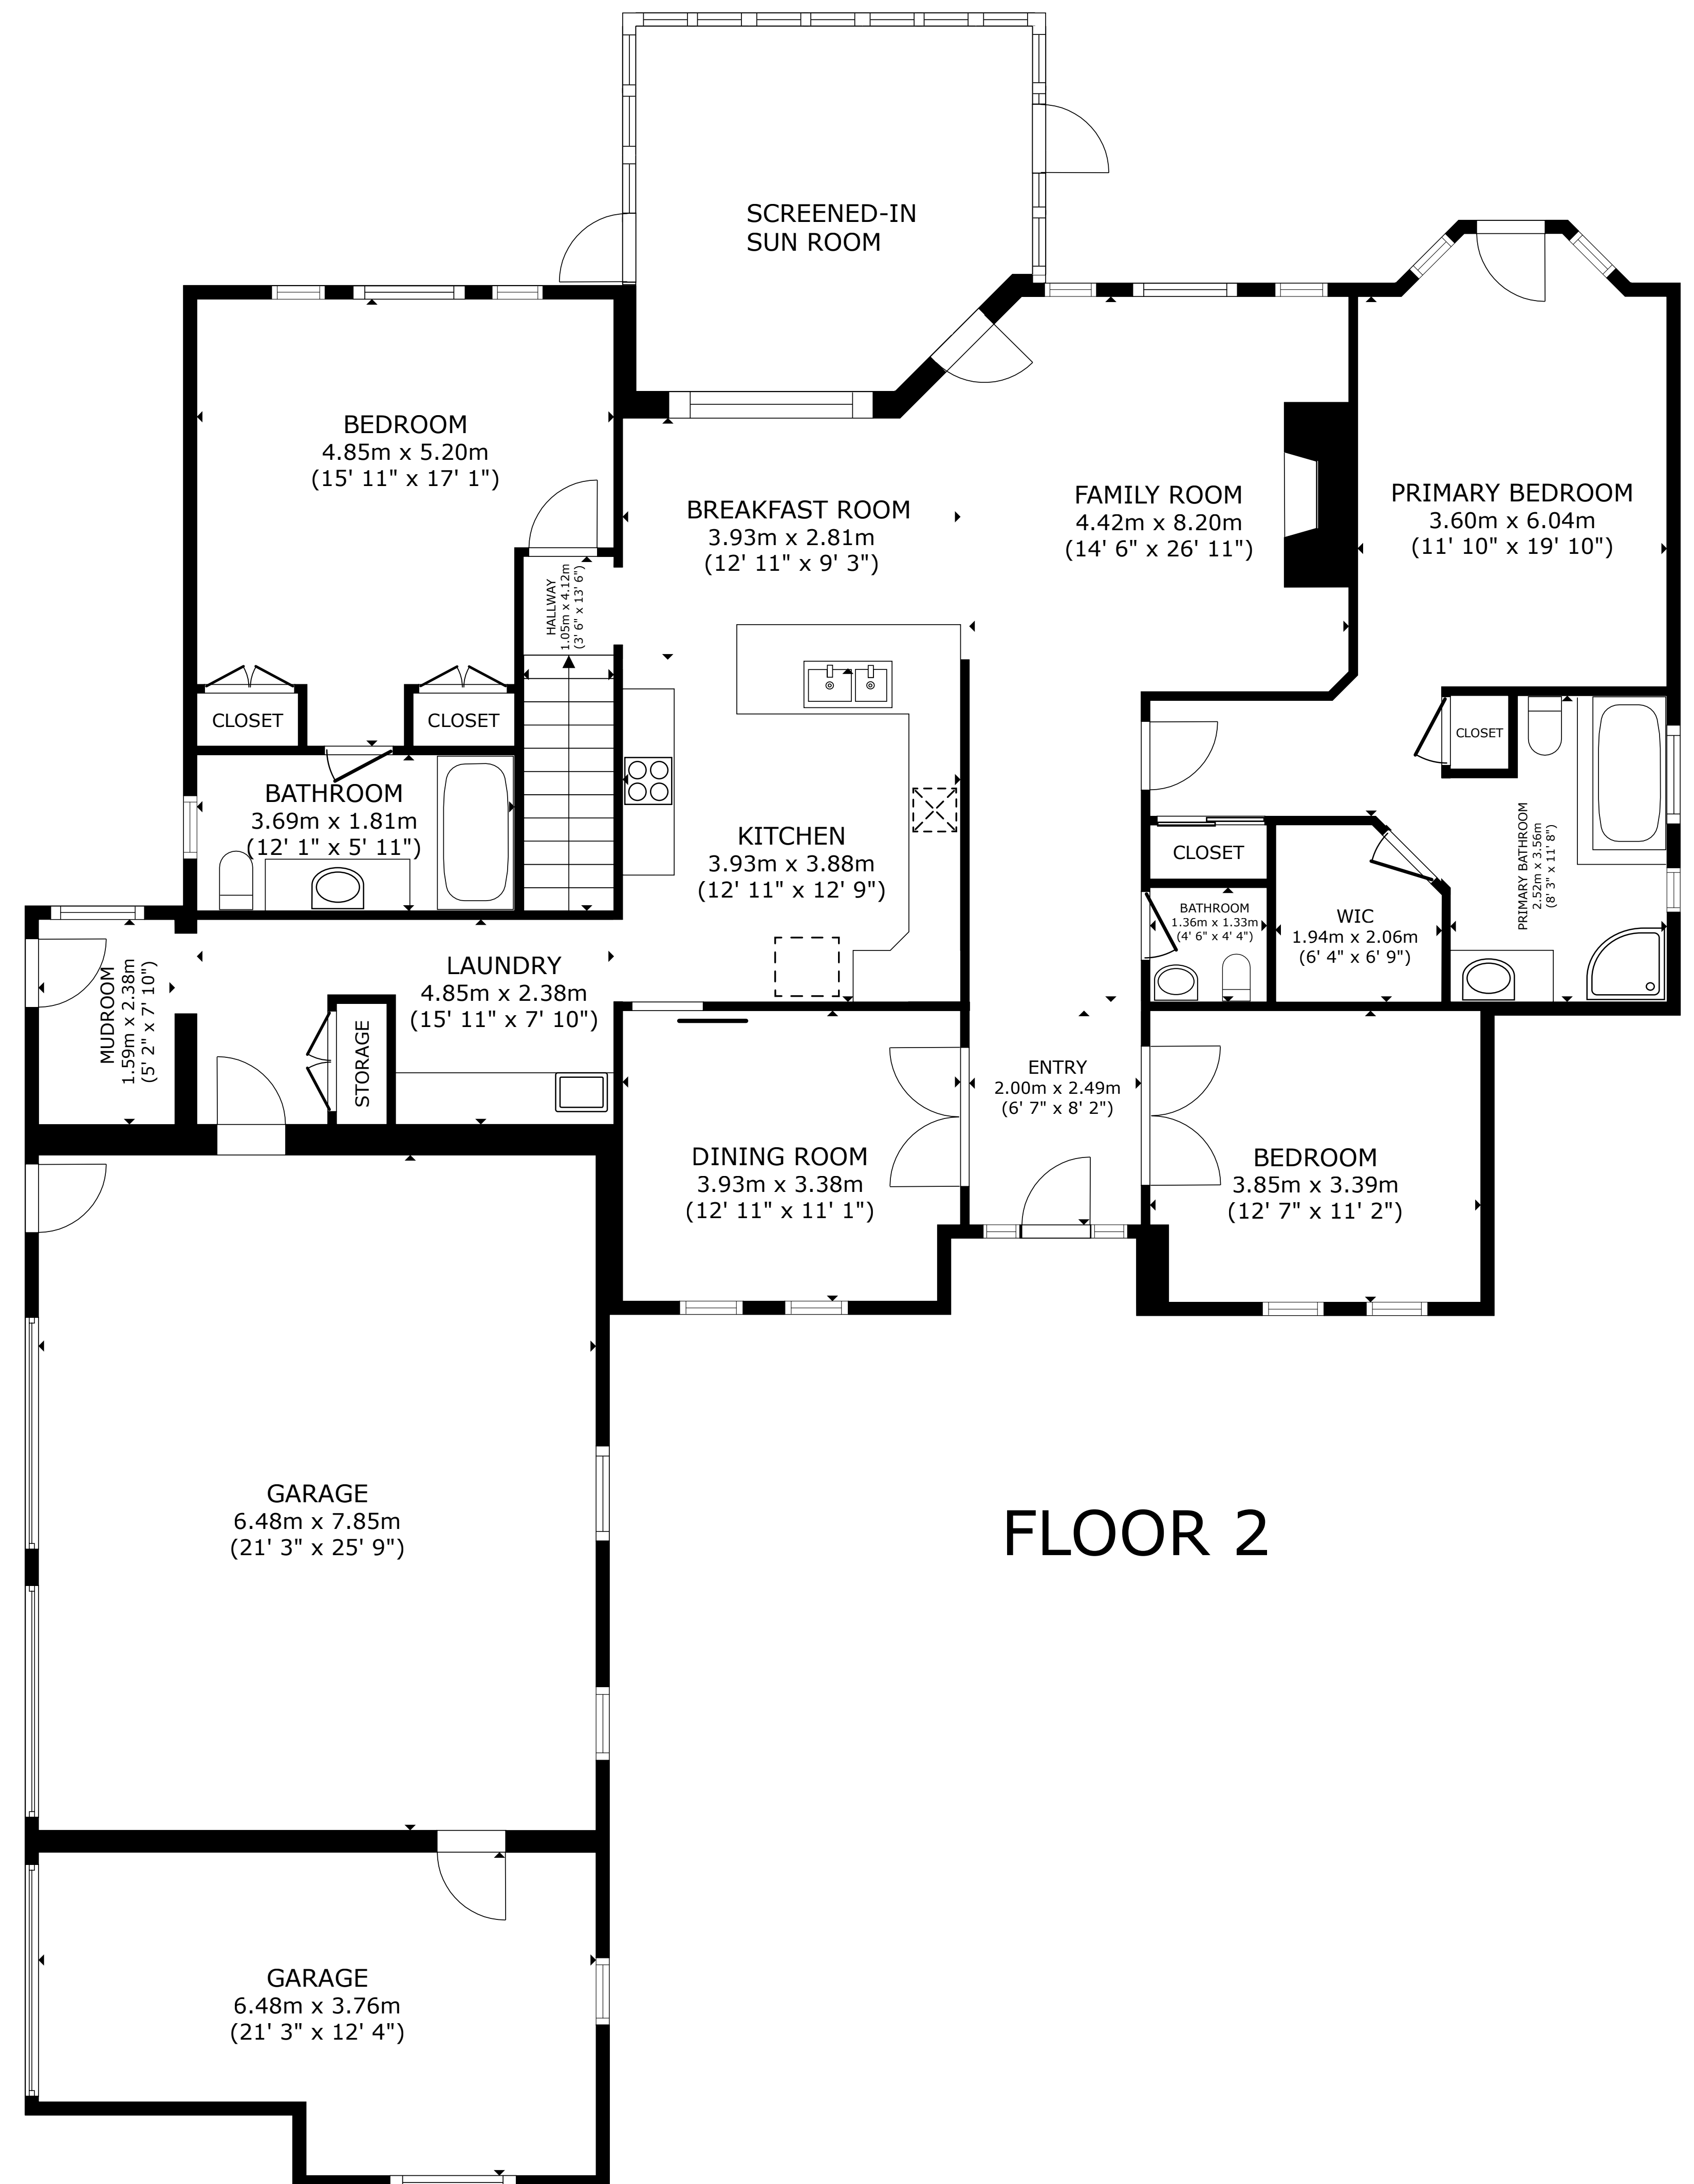 SCREENED-IN
SUN ROOM
BEDROOM
4.85m x 5.20m
(15' 11" x 17' 1")
BREAKFAST ROOM
3.93m x 2.81m
(12' 11" x 9' 3")
FAMILY ROOM
4.42m x 8.20m
(14' 6" x 26' 11")
PRIMARY BEDROOM
3.60m x 6.04m
(11' 10" x 19' 10")
HALLWAY
1.05m x 4.12m
(3' 6" x 13' 6")
CLOSET
CLOSET
CLOSET
BATHROOM
3.69m x 1.81m
(12' 1" x 5' 11")
KITCHEN
3.93m x 3.88m
(12' 11" x 12' 9")
CLOSET
PRIMARY BATHROOM
2.52m x 3.56m
(8' 3" x 11' 8")
BATHROOM
1.36m x 1.33m
(4' 6" x 4' 4")
WIC
1.94m x 2.06m
(6' 4" x 6' 9")
MUDROOM
1.59m x 2.38m
(5' 2" x 7' 10")
LAUNDRY
4.85m x 2.38m
(15' 11" x 7' 10")
STORAGE
ENTRY
2.00m x 2.49m
(6' 7" x 8' 2")
DINING ROOM
3.93m x 3.38m
(12' 11" x 11' 1")
BEDROOM
3.85m x 3.39m
(12' 7" x 11' 2")
GARAGE
6.48m x 7.85m
(21' 3" x 25' 9")
FLOOR 2
GARAGE
6.48m x 3.76m
(21' 3" x 12' 4")